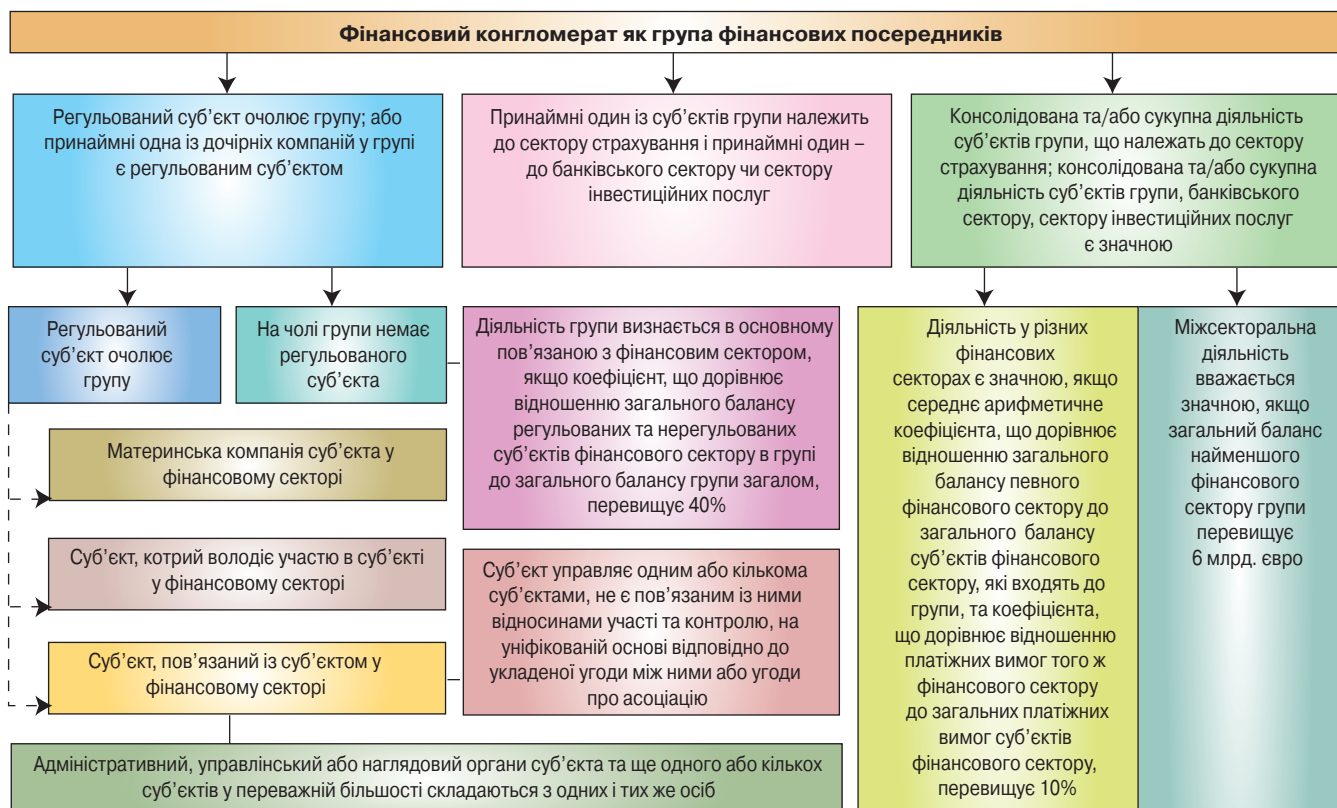 Фінансовий конгломерат як група фінансових посередників
Регульований суб’єкт очолює групу; або
принаймні одна із дочірніх компаній у групі
є регульованим суб’єктом
Принаймні один із суб’єктів групи належить
до сектору страхування і принаймні один –
до банківського сектору чи сектору
інвестиційних послуг
Консолідована та/або сукупна діяльність
суб’єктів групи, що належать до сектору
страхування; консолідована та/або сукупна
діяльність суб’єктів групи, банківського
сектору, сектору інвестиційних послуг
є значною
Регульований
суб’єкт очолює
групу
На чолі групи немає
регульованого
суб’єкта
Діяльність групи визнається в основному
пов’язаною з фінансовим сектором,
якщо коефіцієнт, що дорівнює
відношенню загального балансу
регульованих та нерегульованих
суб’єктів фінансового сектору в групі
до загального балансу групи загалом,
перевищує 40%
Діяльність у різних
фінансових
секторах є значною, якщо
середнє арифметичне
коефіцієнта, що дорівнює
відношенню загального
балансу певного
фінансового сектору до
загального балансу
суб’єктів фінансового
сектору, які входять до
групи, та коефіцієнта,
що дорівнює відношенню
платіжних вимог того ж
фінансового сектору
до загальних платіжних
вимог суб’єктів
фінансового сектору,
перевищує 10%
Міжсекторальна
діяльність
вважається
значною, якщо
загальний баланс
найменшого
фінансового
сектору групи
перевищує
6 млрд. євро
Материнська компанія суб’єкта у
фінансовому секторі
Суб’єкт, котрий володіє участю в суб’єкті
у фінансовому секторі
Суб’єкт, пов’язаний із суб’єктом у
фінансовому секторі
Суб’єкт управляє одним або кількома
суб’єктами, не є пов’язаним із ними
відносинами участі та контролю, на
уніфікованій основі відповідно до
укладеної угоди між ними або угоди
про асоціацію
Адміністративний, управлінський або наглядовий органи суб’єкта та ще одного або кількох
суб’єктів у переважній більшості складаються з одних і тих же осіб